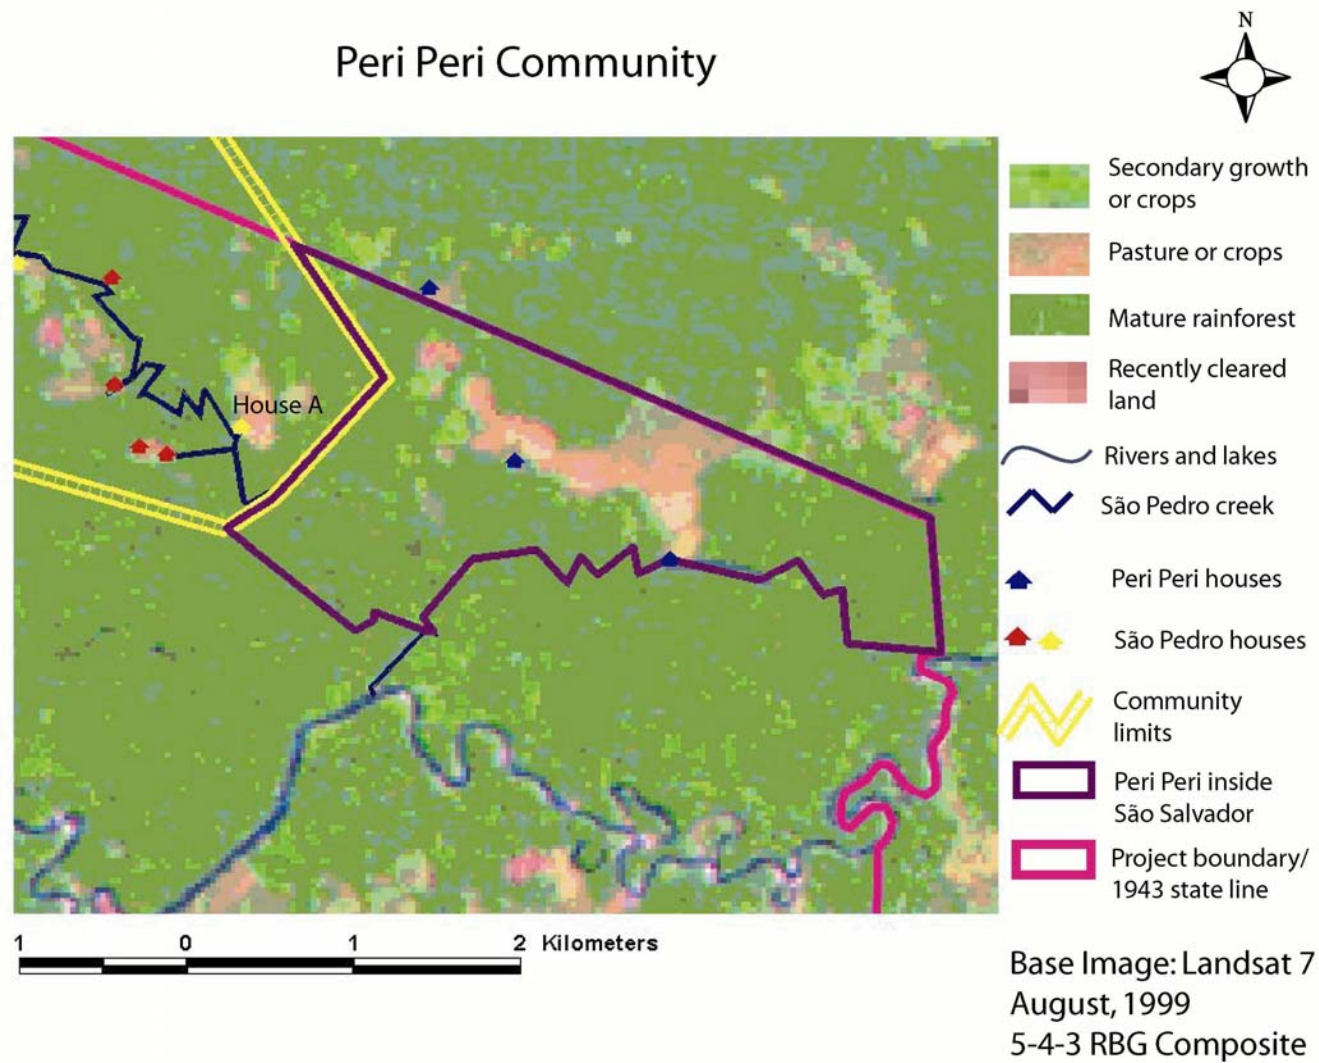 Peri Peri Community
N
House A
Secondary growth
or crops
Pasture or crops
Mature rainforest
Recently cleared
land
Rivers and lakes
São Pedro creek
Peri Peri houses
São Pedro houses
Community
limits
Peri Peri inside
São Salvador
Project boundary/
1943 state line
1 0 1 2 Kilometers
Base Image: Landsat 7
August, 1999
5-4-3 RBG Composite